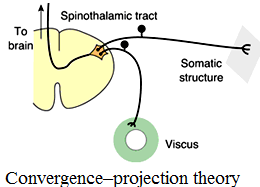 Spinothalamic tract
To
brain
Somatic
structure
Viscus
Convergence–projection theory